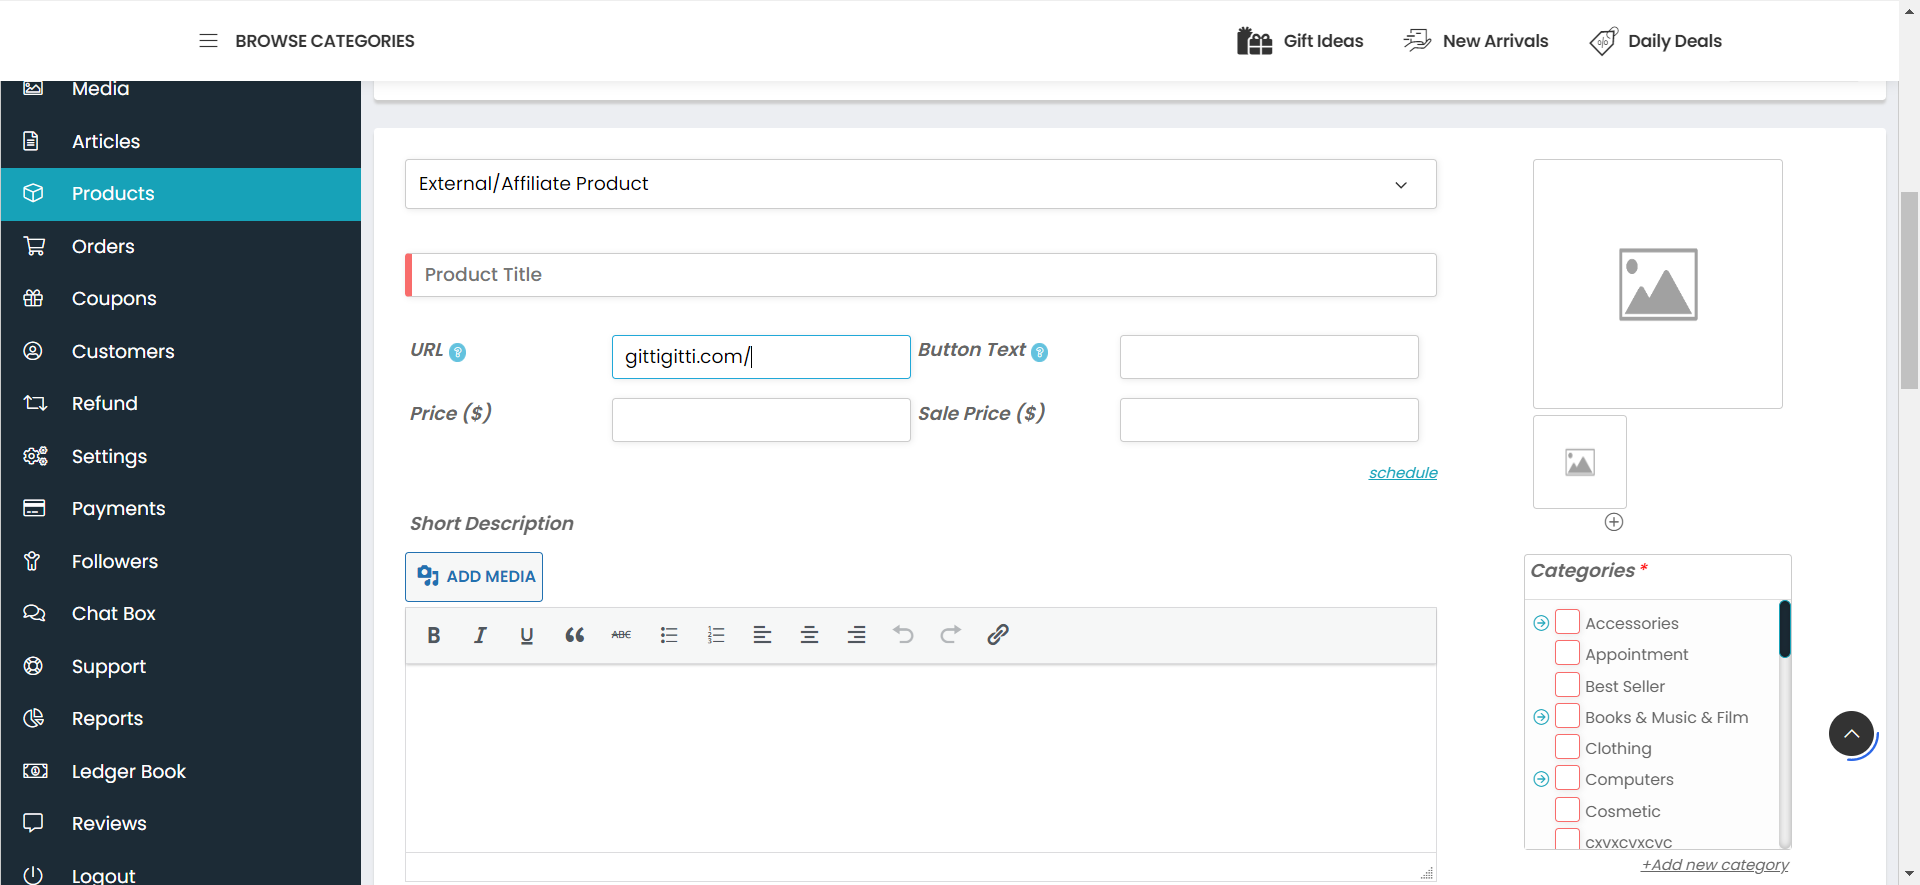 BROWSE CATEGORIES
Gift Ideas
New Arrivals
Daily Deals
Media
Articles
Products
Orders
Coupons
Customers
Refund
Settings
Payments
Followers
Chat Box
Support
Reports
Ledger Book
Reviews
Logout
External/Affiliate Product
Product Title
URL ?
gittigitti.com/
Button Text ?
Price ($)
Sale Price ($)
schedule
Short Description
ADD MEDIA
B I U “ ABC
Categories *
Accessories
Appointment
Best Seller
Books & Music & Film
Clothing
Computers
Cosmetic
cxvxcvxcvc
+Add new category